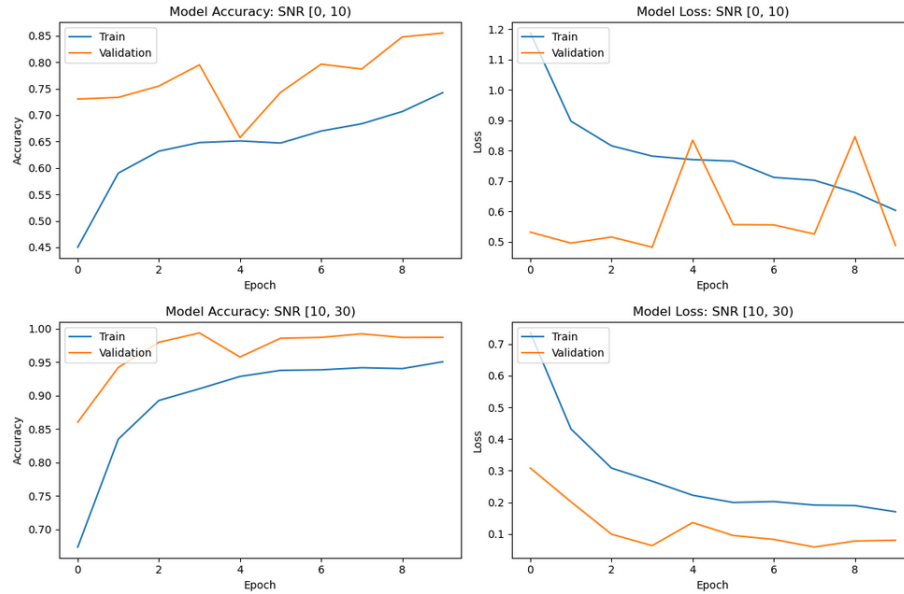 Model Accuracy: SNR [0, 10)
Accuracy
0.85
0.80
0.75
0.70
0.65
0.60
0.55
0.50
0.45
Train
Validation
0 2 4 6 8
Epoch
Model Loss: SNR [0, 10)
Loss
1.2
1.1
1.0
0.9
0.8
0.7
0.6
0.5
Train
Validation
0 2 4 6 8
Epoch
Model Accuracy: SNR [10, 30)
Accuracy
1.00
0.95
0.90
0.85
0.80
0.75
0.70
Train
Validation
0 2 4 6 8
Epoch
Model Loss: SNR [10, 30)
Loss
0.7
0.6
0.5
0.4
0.3
0.2
0.1
Train
Validation
0 2 4 6 8
Epoch